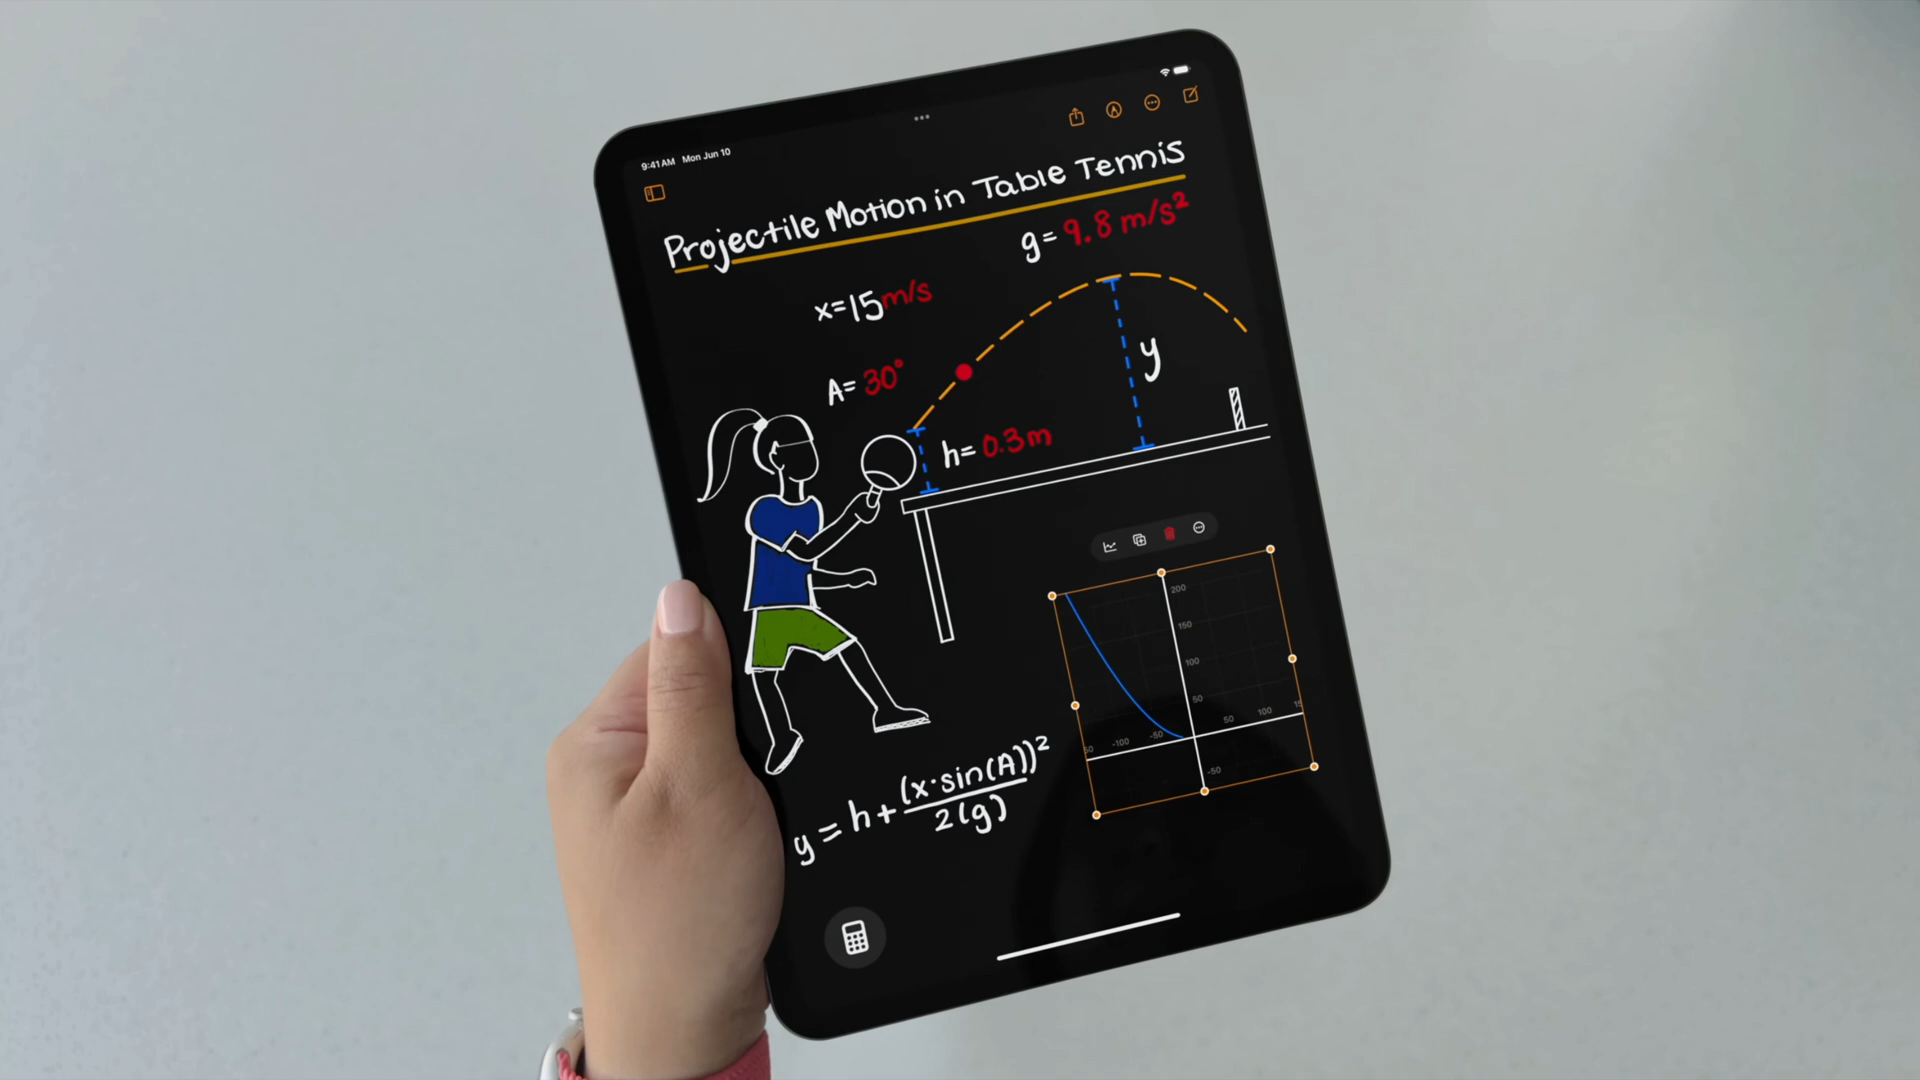 9:41 AM Mon Jun 10
Projectile Motion in Table Tennis
g= 9.8 m/s²
x=15m/s
A= 30°
y
h= 0.3m
200
150
100
50
-100 -50 50 100
-50
y = h + (x·sin(A))² / 2(g)